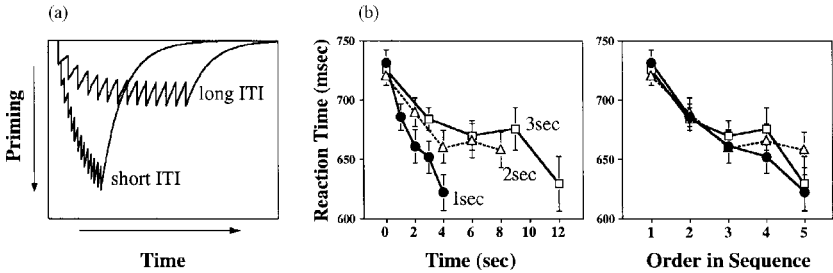 (a)
Priming
long ITI
short ITI
Time
(b)
Reaction Time (msec)
750
700
650
600
3sec
2sec
1sec
0 2 4 6 8 10 12
Time (sec)
750
700
650
600
1 2 3 4 5
Order in Sequence